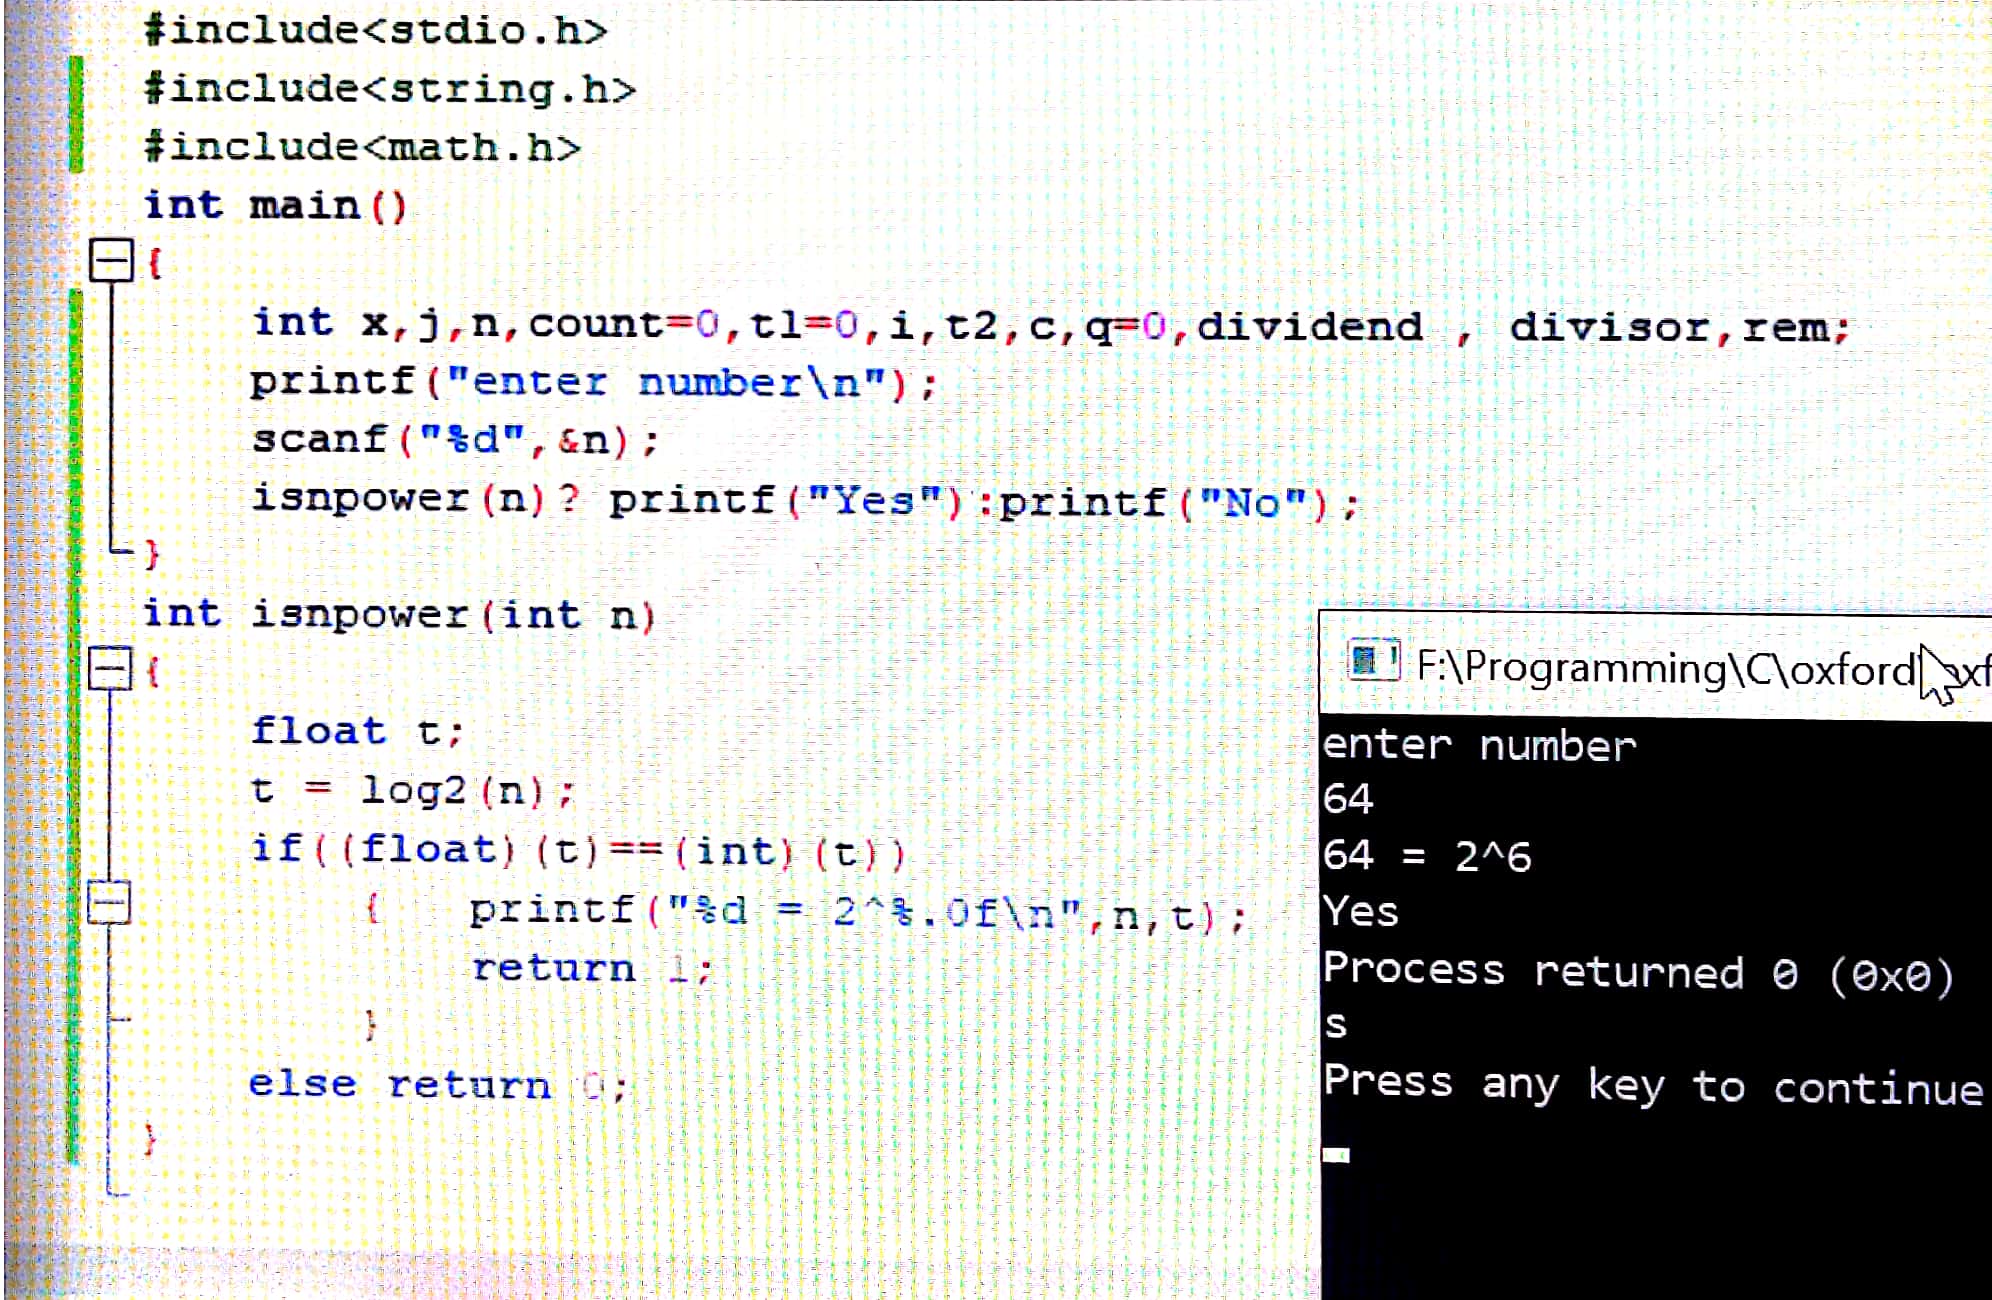 #include<stdio.h>
#include<string.h>
#include<math.h>
int main()
{
int x,j,n,count=0,t1=0,i,t2,c,q=0,dividend , divisor,rem;
printf("enter number\n");
scanf("%d",&n);
isnpower(n)? printf("Yes"):printf("No");
}
int isnpower(int n)
{
float t;
t = log2(n);
if((float)(t)==(int)(t))
{ printf("%d = 2^%.0f\n",n,t);
return 1;
}
else return 0;
}
F:\Programming\C\oxford\oxf
enter number
64
64 = 2^6
Yes
Process returned 0 (0x0)
s
Press any key to continue